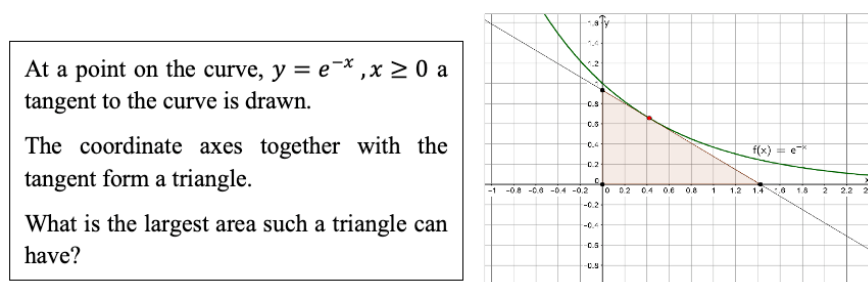 At a point on the curve, y = e⁻ˣ , x ≥ 0 a
tangent to the curve is drawn.
The coordinate axes together with the
tangent form a triangle.
What is the largest area such a triangle can
have?
y
1.2
0.8
0.6
0.4
0.2
0
f(x) = e⁻ˣ
-1 -0.8 -0.6 -0.4 -0.2 0 0.2 0.4 0.6 0.8 1 1.2 1.4 1.8 2 2.2
-0.2
-0.4